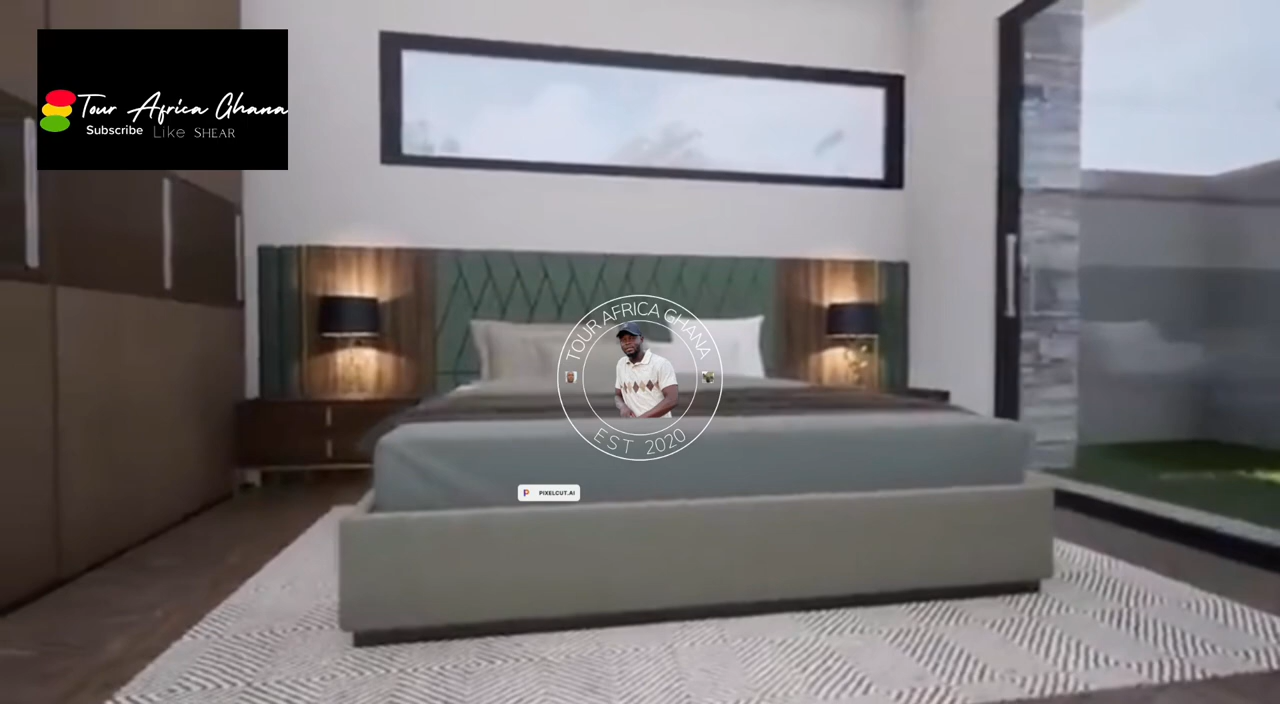 Tour Africa Ghana
Subscribe Like SHEAR
TOUR AFRICA GHANA
EST 2020
PIXELCUT.AI